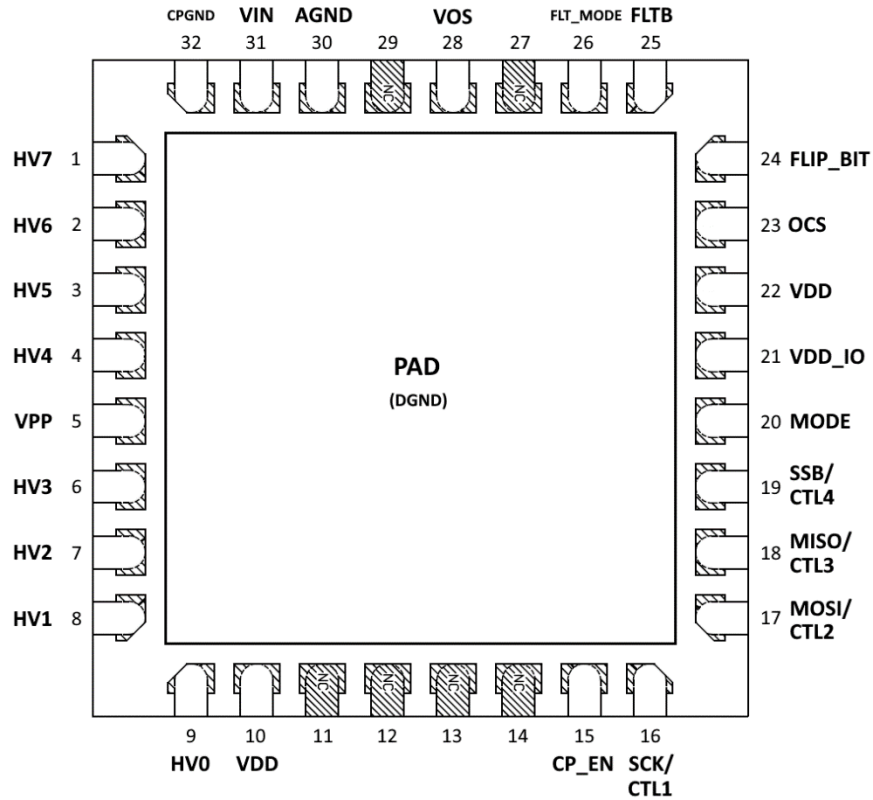 CPGND VIN AGND VOS FLT_MODE FLTB
32 31 30 29 28 27 26 25
NC NC
HV7 1
24 FLIP_BIT
HV6 2
23 OCS
HV5 3
22 VDD
HV4 4
21 VDD_IO
PAD
(DGND)
VPP 5
20 MODE
HV3 6
19 SSB/
CTL4
HV2 7
18 MISO/
CTL3
HV1 8
17 MOSI/
CTL2
NC NC NC NC
9 10 11 12 13 14 15 16
HV0 VDD CP_EN SCK/
CTL1